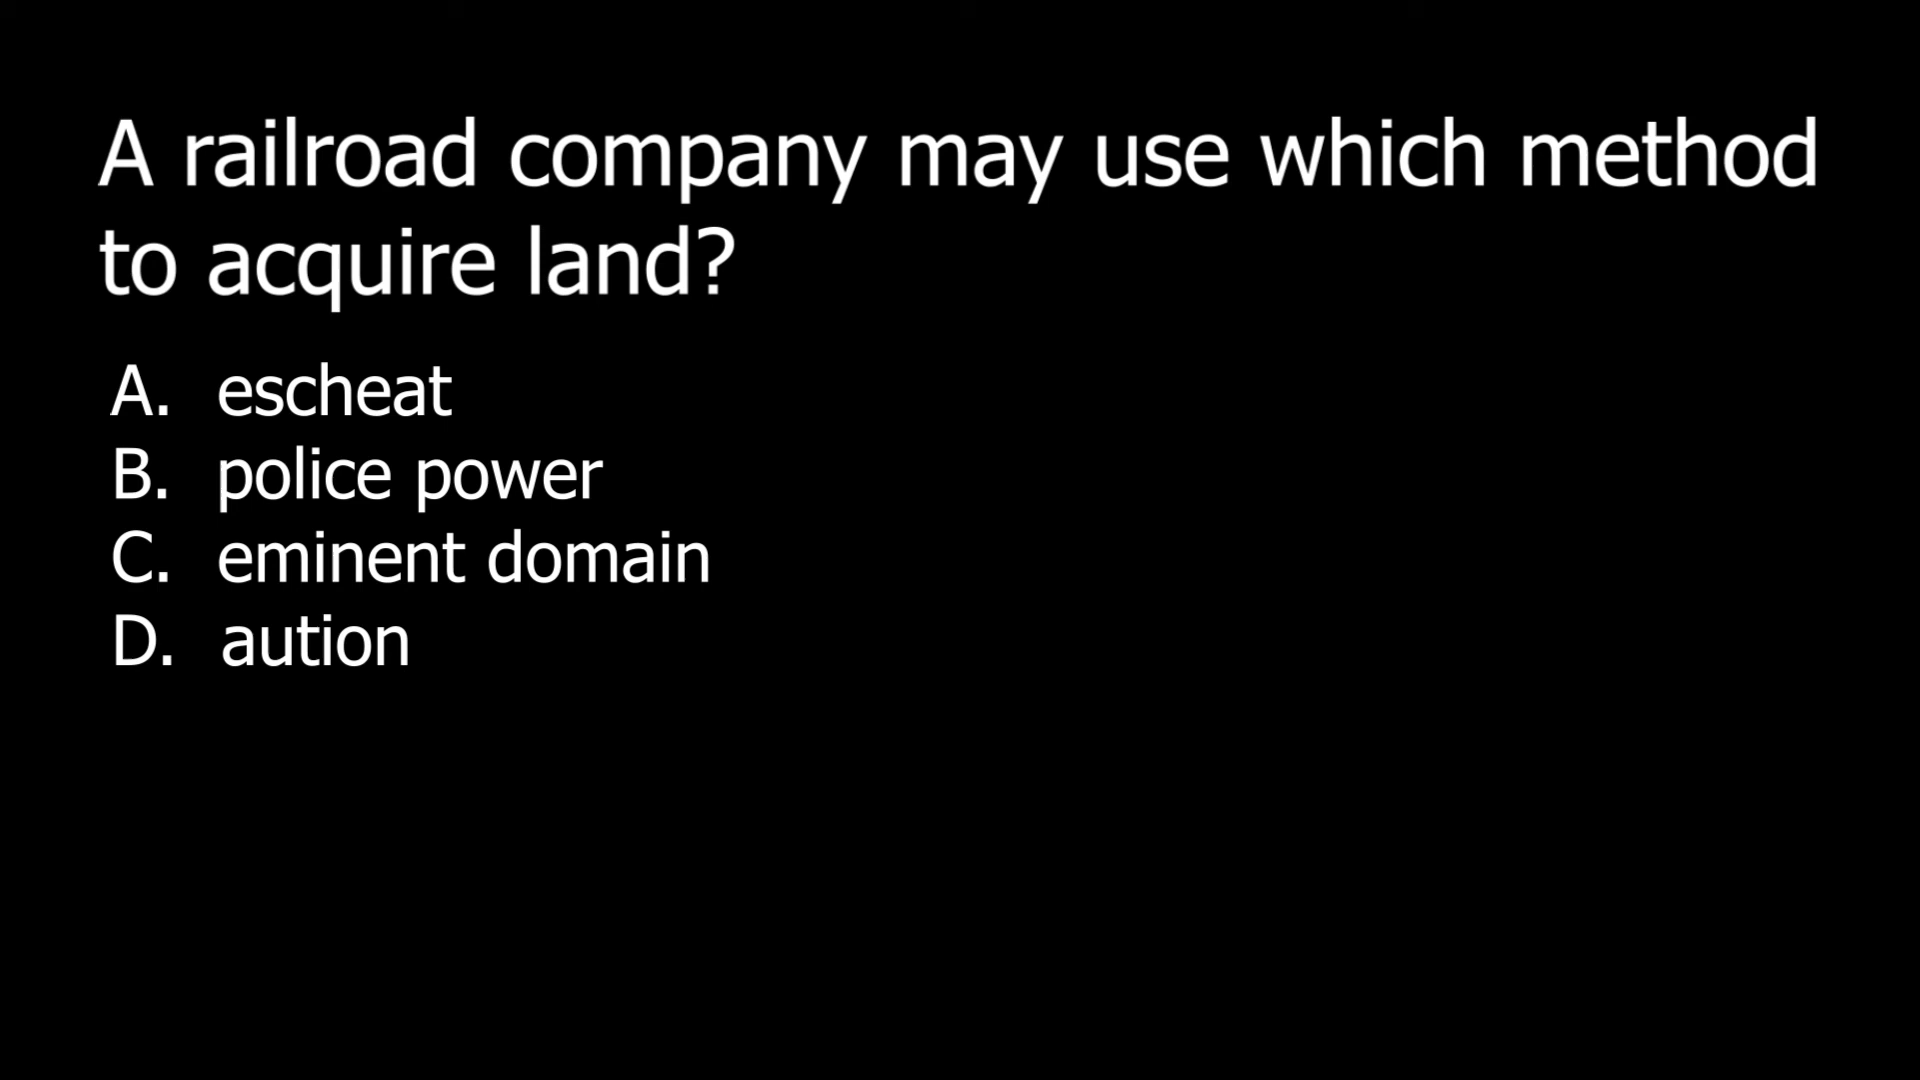 A railroad company may use which method
to acquire land?
A. escheat
B. police power
C. eminent domain
D. aution